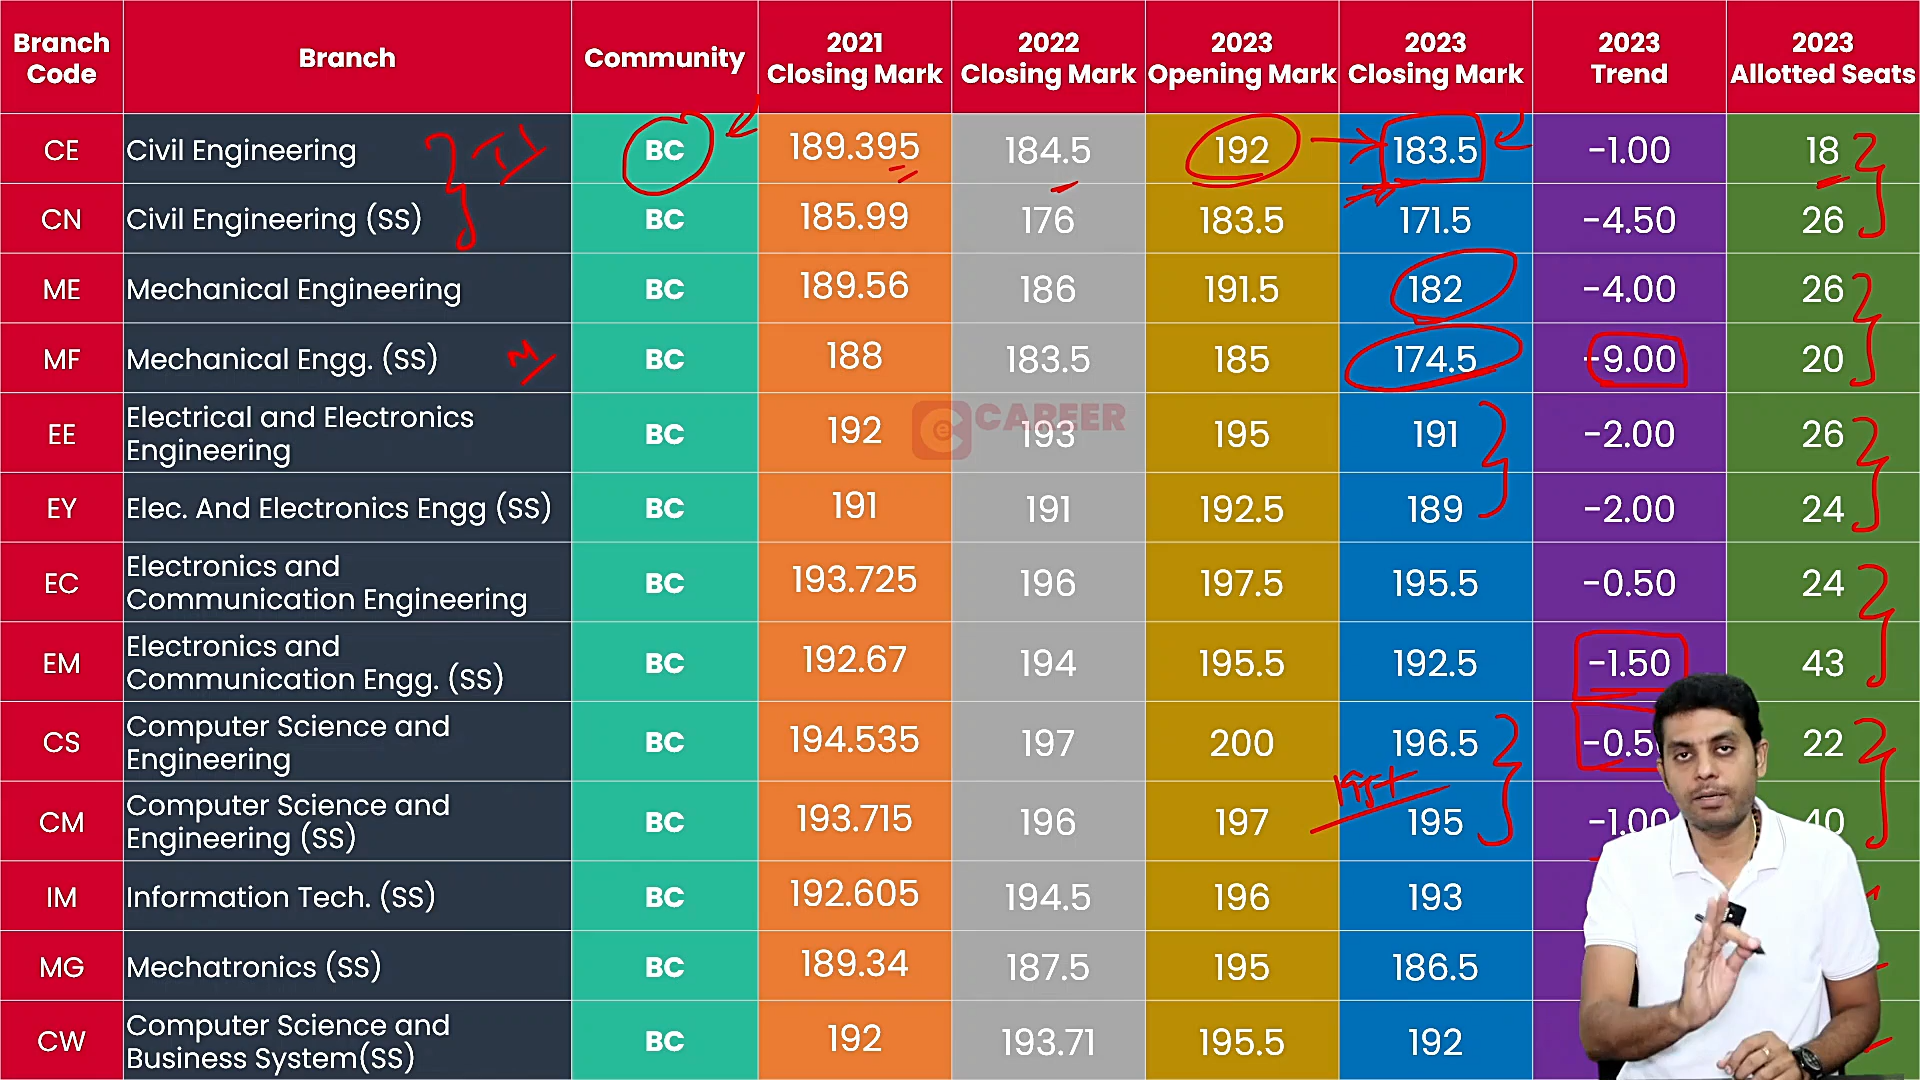 Branch Code
Branch
Community
2021 Closing Mark
2022 Closing Mark
2023 Opening Mark
2023 Closing Mark
2023 Trend
2023 Allotted Seats
CE Civil Engineering BC 189.395 184.5 192 183.5 -1.00 18
CN Civil Engineering (SS) BC 185.99 176 183.5 171.5 -4.50 26
ME Mechanical Engineering BC 189.56 186 191.5 182 -4.00 26
MF Mechanical Engg. (SS) BC 188 183.5 185 174.5 -9.00 20
EE Electrical and Electronics Engineering BC 192 193 195 191 -2.00 26
CAREER
EY Elec. And Electronics Engg (SS) BC 191 191 192.5 189 -2.00 24
EC Electronics and Communication Engineering BC 193.725 196 197.5 195.5 -0.50 24
EM Electronics and Communication Engg. (SS) BC 192.67 194 195.5 192.5 -1.50 43
CS Computer Science and Engineering BC 194.535 197 200 196.5 -0.5 22
CM Computer Science and Engineering (SS) BC 193.715 196 197 195 -1.00 40
IM Information Tech. (SS) BC 192.605 194.5 196 193
MG Mechatronics (SS) BC 189.34 187.5 195 186.5
CW Computer Science and Business System(SS) BC 192 193.71 195.5 192